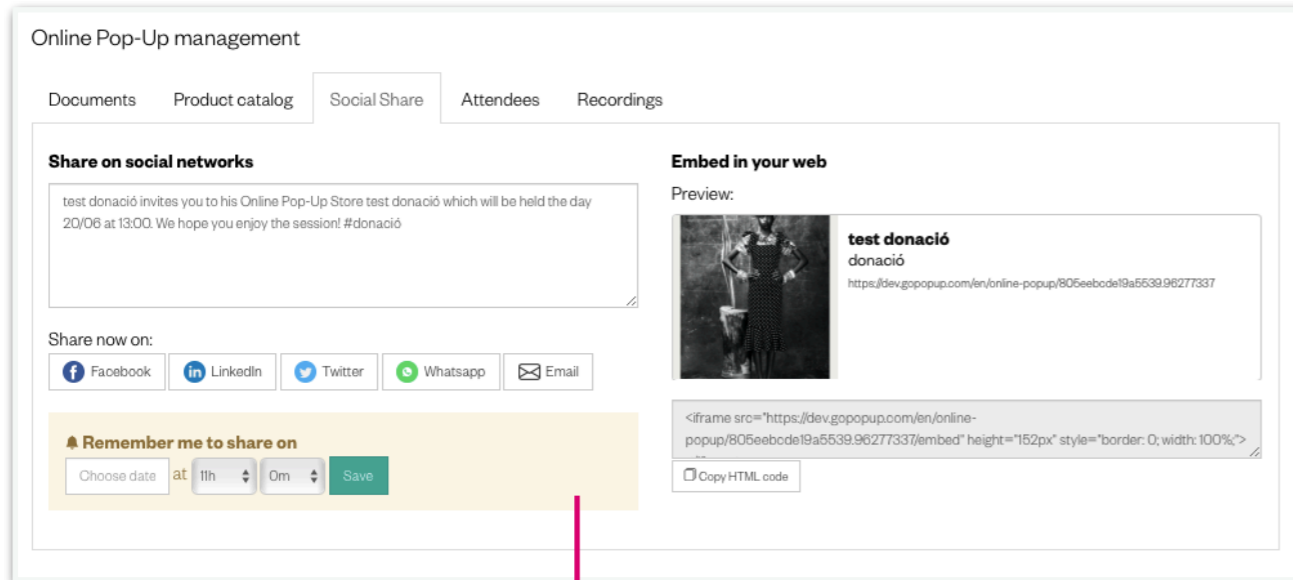 Online Pop-Up management
Documents Product catalog Social Share Attendees Recordings
Share on social networks
test donació invites you to his Online Pop-Up Store test donació which will be held the day
20/06 at 13:00. We hope you enjoy the session! #donació
Share now on:
Facebook LinkedIn Twitter Whatsapp Email
Remember me to share on
Choose date at 11h 0m Save
Embed in your web
Preview:
test donació
donació
https://dev.gopopup.com/en/online-popup/805eebcde19a5539.96277337
<iframe src="https://dev.gopopup.com/en/online-
popup/805eebcde19a5539.96277337/embed" height="152px" style="border: 0; width: 100%;">
Copy HTML code